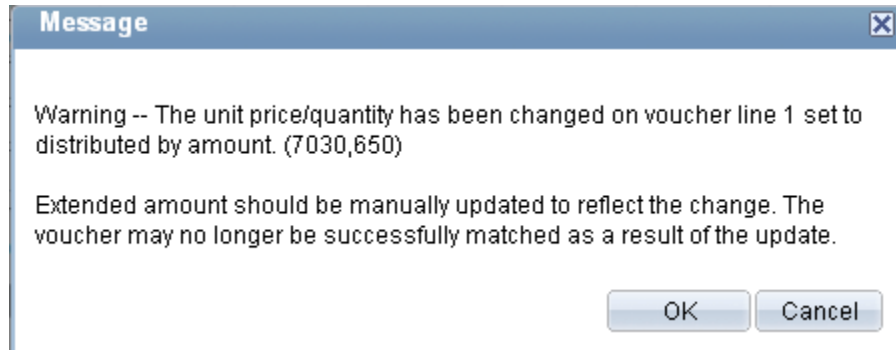 Message
Warning -- The unit price/quantity has been changed on voucher line 1 set to
distributed by amount. (7030,650)
Extended amount should be manually updated to reflect the change. The
voucher may no longer be successfully matched as a result of the update.
OK Cancel